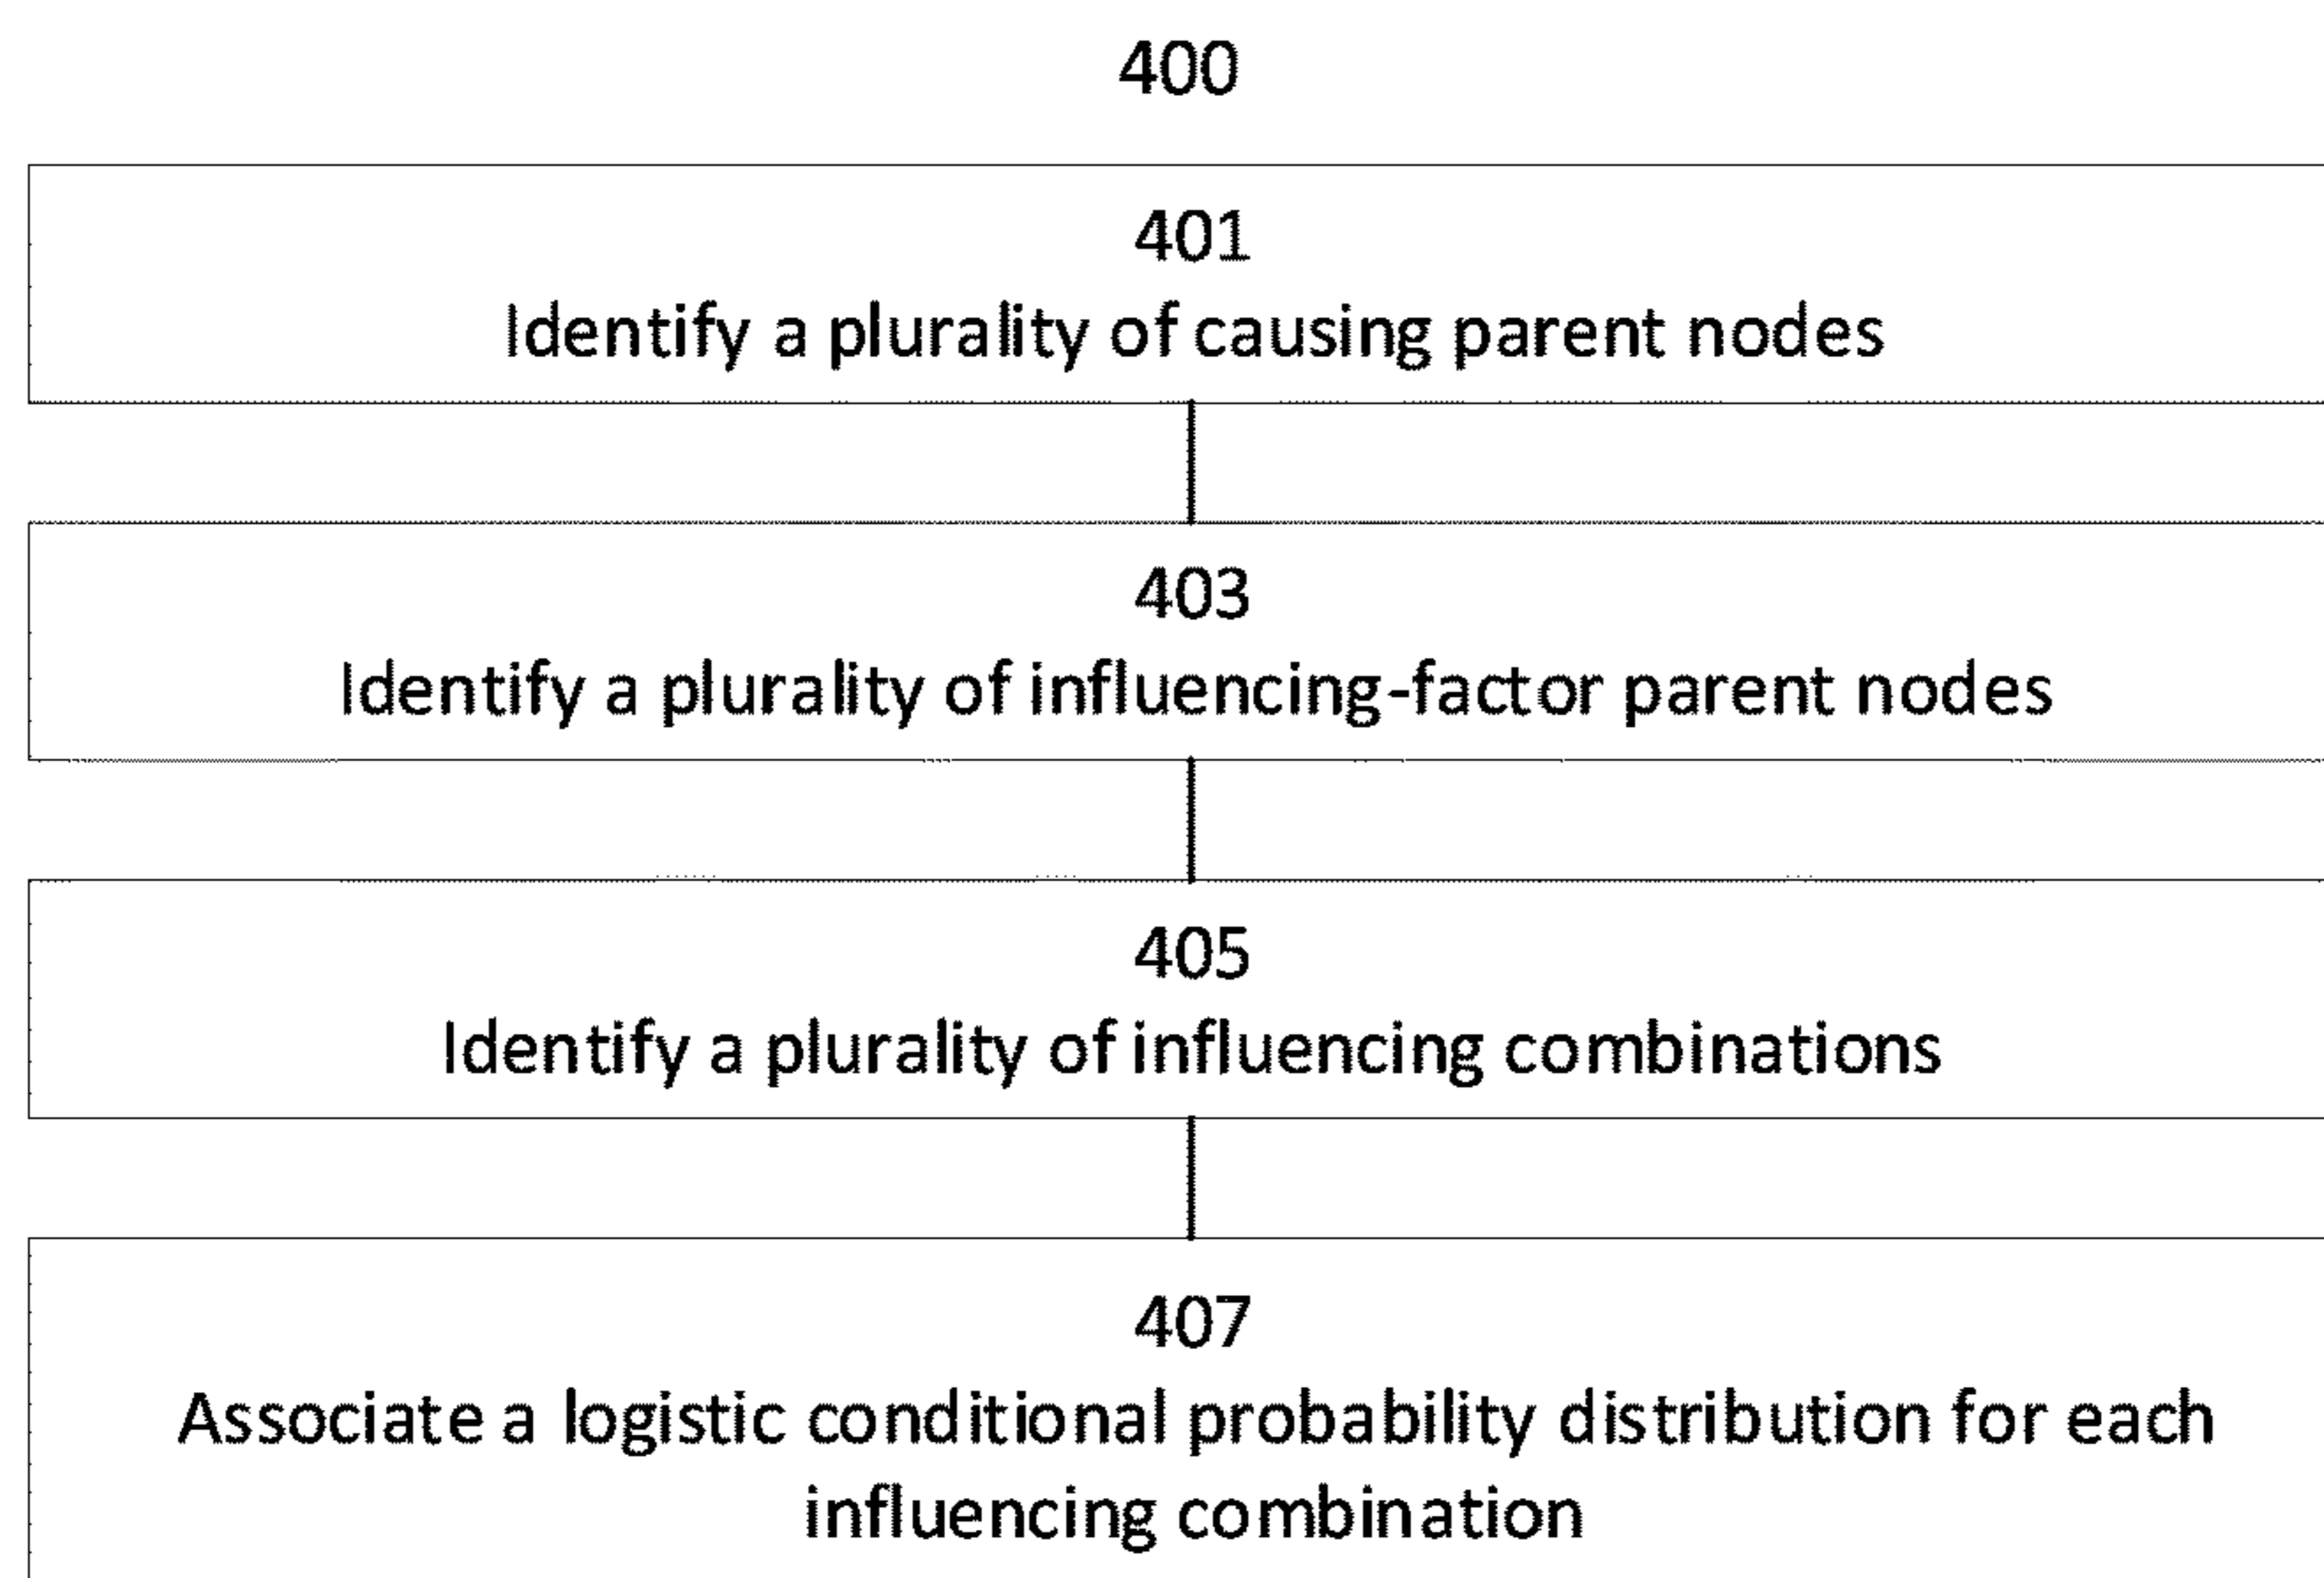 400
401
Identify a plurality of causing parent nodes
403
Identify a plurality of influencing-factor parent nodes
405
Identify a plurality of influencing combinations
407
Associate a logistic conditional probability distribution for each
influencing combination